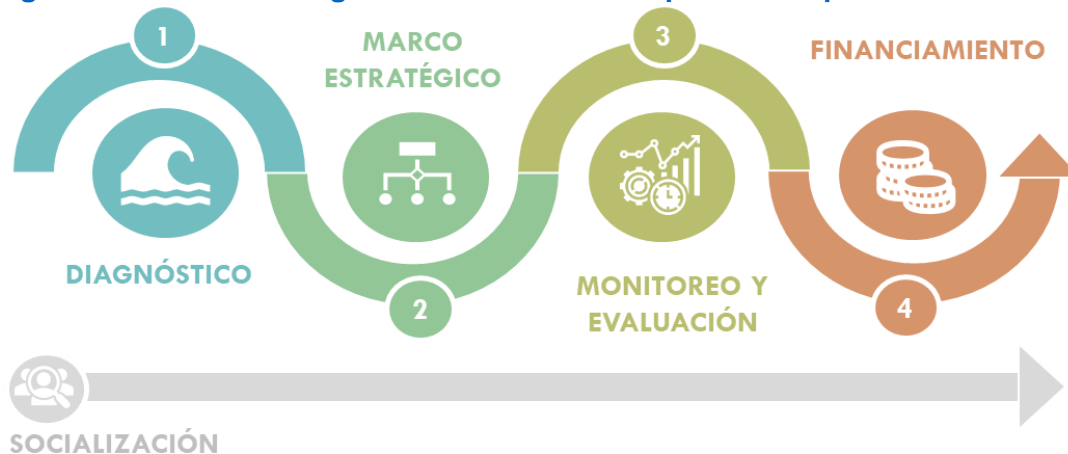 1
MARCO
ESTRATÉGICO
3
FINANCIAMIENTO
DIAGNÓSTICO
2
MONITOREO Y
EVALUACIÓN
4
SOCIALIZACIÓN